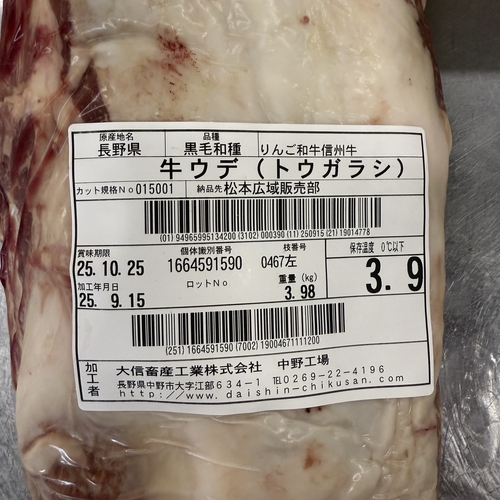 原産地名 品種
長野県 黒毛和種 りんご和牛信州牛
牛ウデ（トウガラシ）
カット規格No 015001 納品先 松本広域販売部
(01) 94965995134200 (3102) 000390 (11) 250915 (21) 19014778
賞味期限 個体識別番号 枝番号 保存温度 0℃以下
25.10.25 1664591590 0467左
加工年月日 ロットNo 重量(kg) 3.9
25. 9.15 3.98
(251) 1664591590 (7002) 19004671111200
加工者 大信畜産工業株式会社 中野工場
長野県中野市大字江部634-1 TEL0269-22-4196
http://www.daishin-chikusan.com